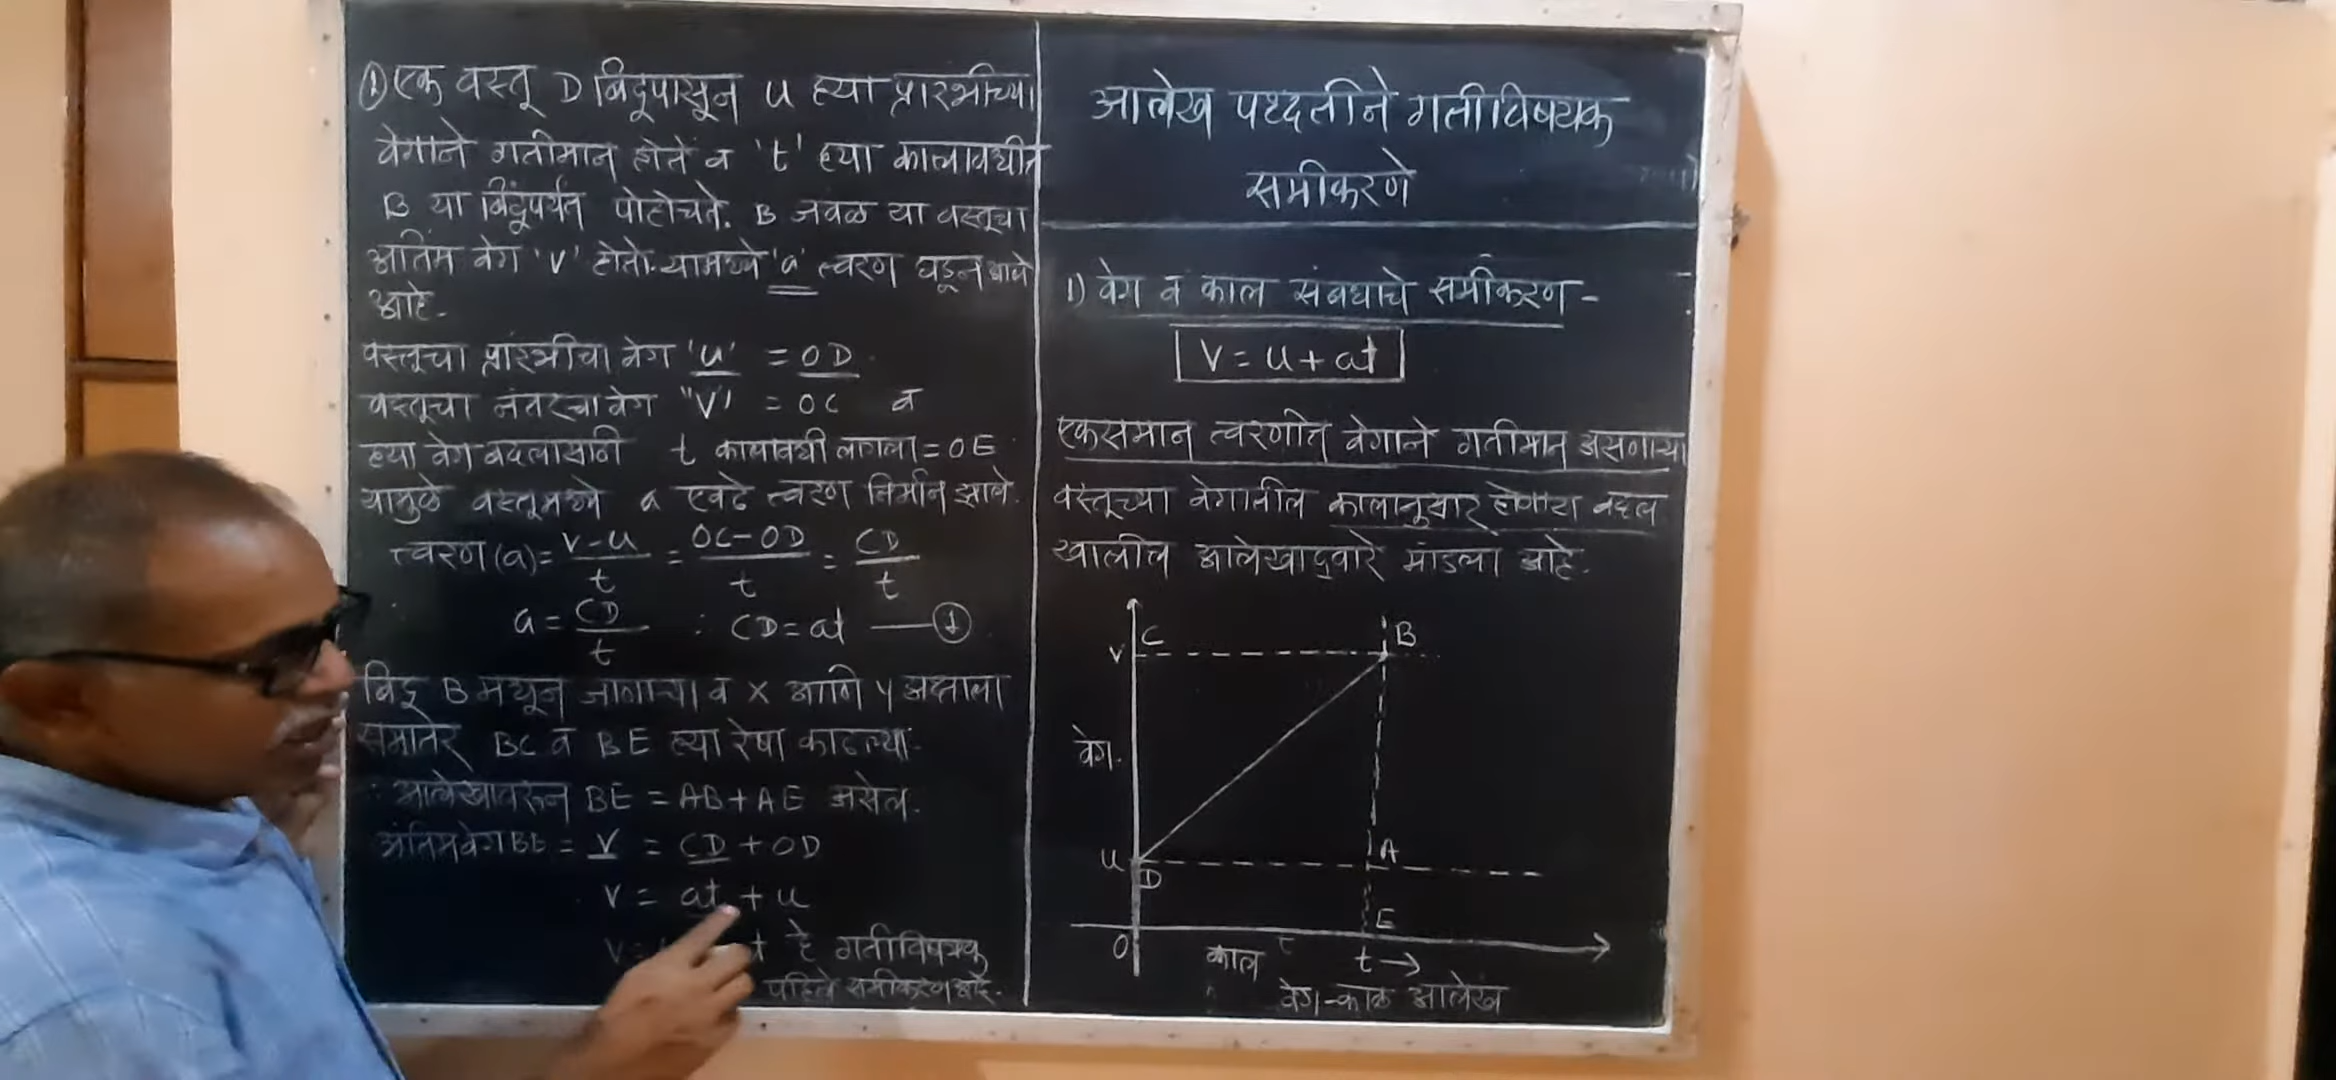 ① एक वस्तू D बिंदूपासून u ह्या प्रारंभीच्या
वेगाने गतीमान होते व 't' ह्या कालावधीत
B या बिंदूपर्यंत पोहोचते. B जवळ या वस्तूचा
अंतिम वेग 'v' होतो. यामध्ये 'a' त्वरण घडून आले
आहे.
वस्तूचा प्रारंभीचा वेग 'u' = OD.
वस्तूचा नंतरचा वेग "V" = OC व
ह्या वेग बदलासाठी t कालावधी लागला = OE
यामुळे वस्तूमध्ये a एवढे त्वरण निर्माण झाले.
त्वरण (a) = v-u/t = OC-OD/t = CD/t
a = CD/t ∴ CD = at —— ①
बिंदू B मधून जाणाऱ्या व x आणि y अक्षाला
समांतर BC व BE ह्या रेषा काढल्या.
∴ आलेखावरून BE = AB + AE असेल.
अंतिम वेग BE = v = CD + OD
v = at + u
हे गतीविषयक
पहिले समीकरण आहे.
आलेख पध्दतीने गतीविषयक
समीकरणे
1) वेग व काल संबंधाचे समीकरण -
V = u + at
एकसमान त्वरणीत वेगाने गतीमान असणाऱ्या
वस्तूच्या वेगातील कालानुसार होणारा बदल
खालील आलेखाद्वारे मांडला आहे.
C B
v
वेग.
u A
D
E
O काल t t →
वेग-काळ आलेख